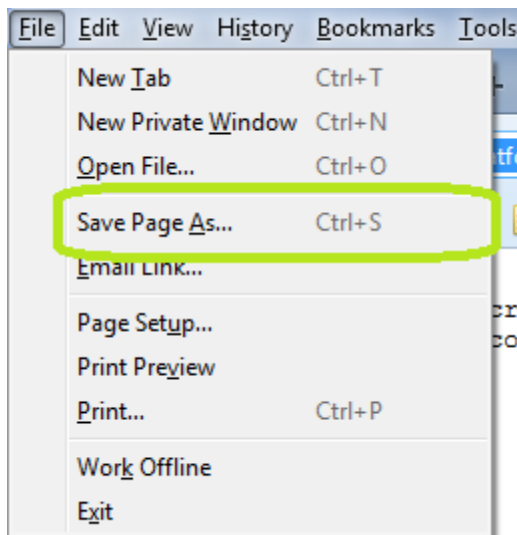 File Edit View History Bookmarks Tools
New Tab Ctrl+T
New Private Window Ctrl+N
Open File... Ctrl+O
Save Page As... Ctrl+S
Email Link...
Page Setup...
Print Preview
Print... Ctrl+P
Work Offline
Exit